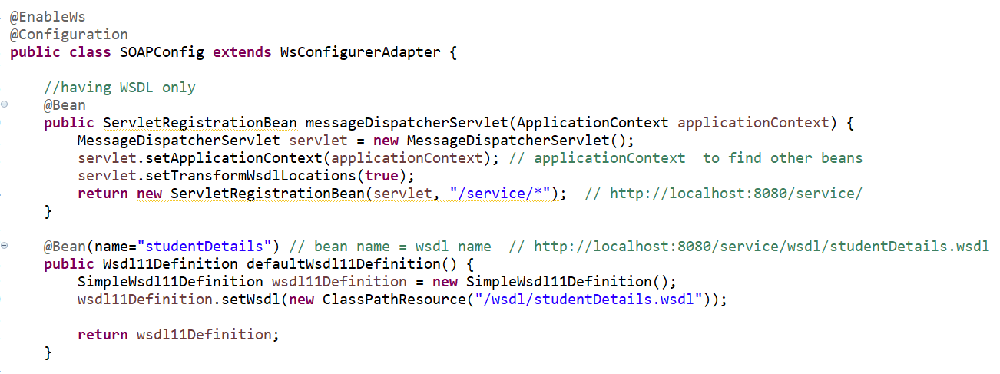 @EnableWs
@Configuration
public class SOAPConfig extends WsConfigurerAdapter {
//having WSDL only
@Bean
public ServletRegistrationBean messageDispatcherServlet(ApplicationContext applicationContext) {
MessageDispatcherServlet servlet = new MessageDispatcherServlet();
servlet.setApplicationContext(applicationContext); // applicationContext  to find other beans
servlet.setTransformWsdlLocations(true);
return new ServletRegistrationBean(servlet, "/service/*");  // http://localhost:8080/service/
}
@Bean(name="studentDetails") // bean name = wsdl name  // http://localhost:8080/service/wsdl/studentDetails.wsdl
public Wsdl11Definition defaultWsdl11Definition() {
SimpleWsdl11Definition wsdl11Definition = new SimpleWsdl11Definition();
wsdl11Definition.setWsdl(new ClassPathResource("/wsdl/studentDetails.wsdl"));
return wsdl11Definition;
}